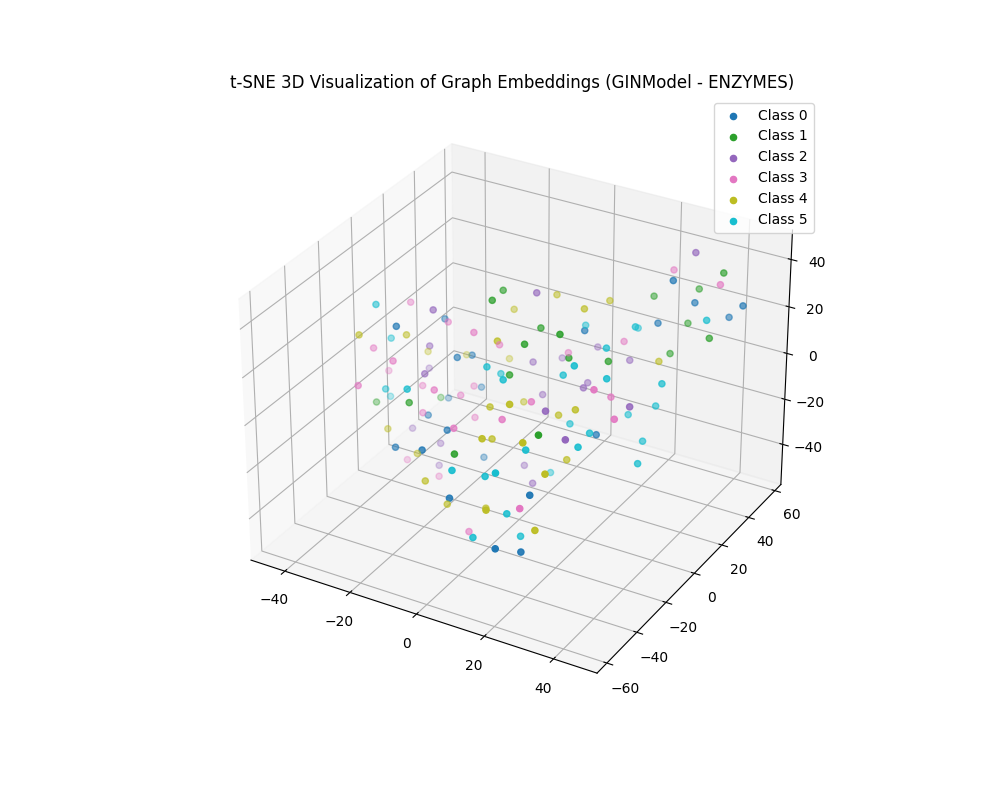 t-SNE 3D Visualization of Graph Embeddings (GINModel - ENZYMES)
Class 0
Class 1
Class 2
Class 3
Class 4
Class 5
40
20
0
−20
−40
60
40
20
0
−20
−40
−60
−40
−20
0
20
40